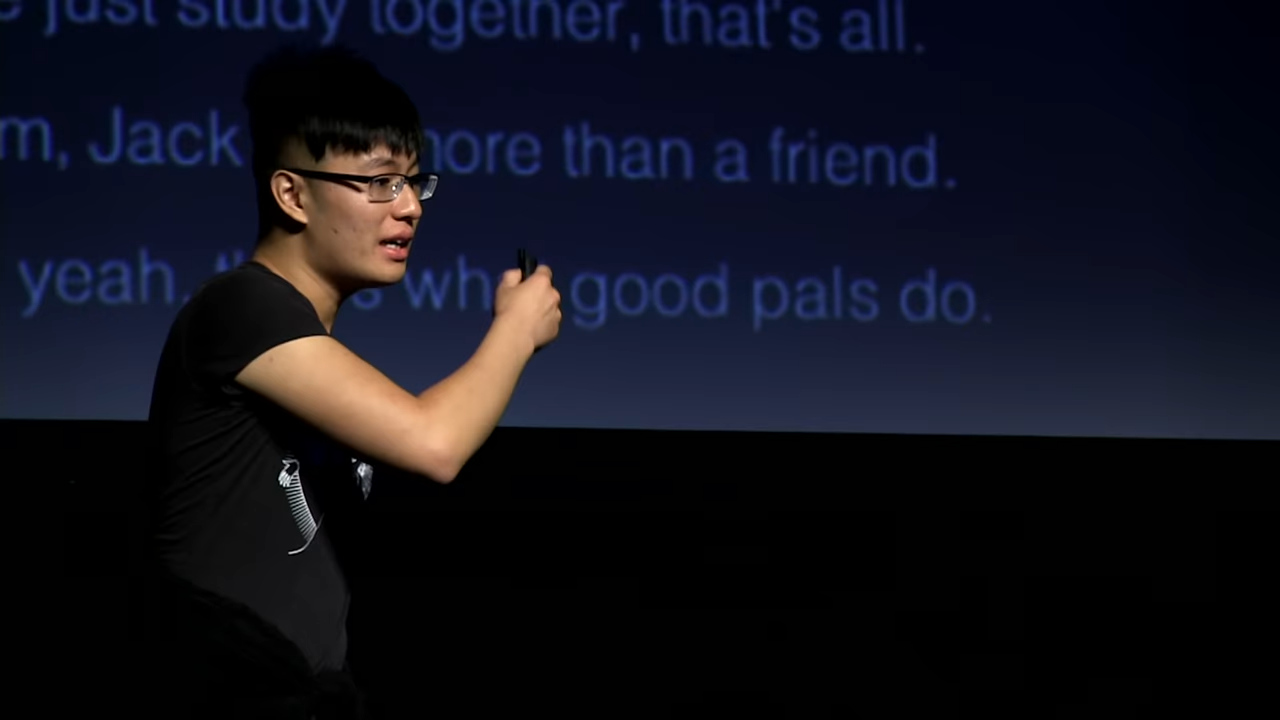 just study together, that's all.
Jack more than a friend.
yeah. good pals do.